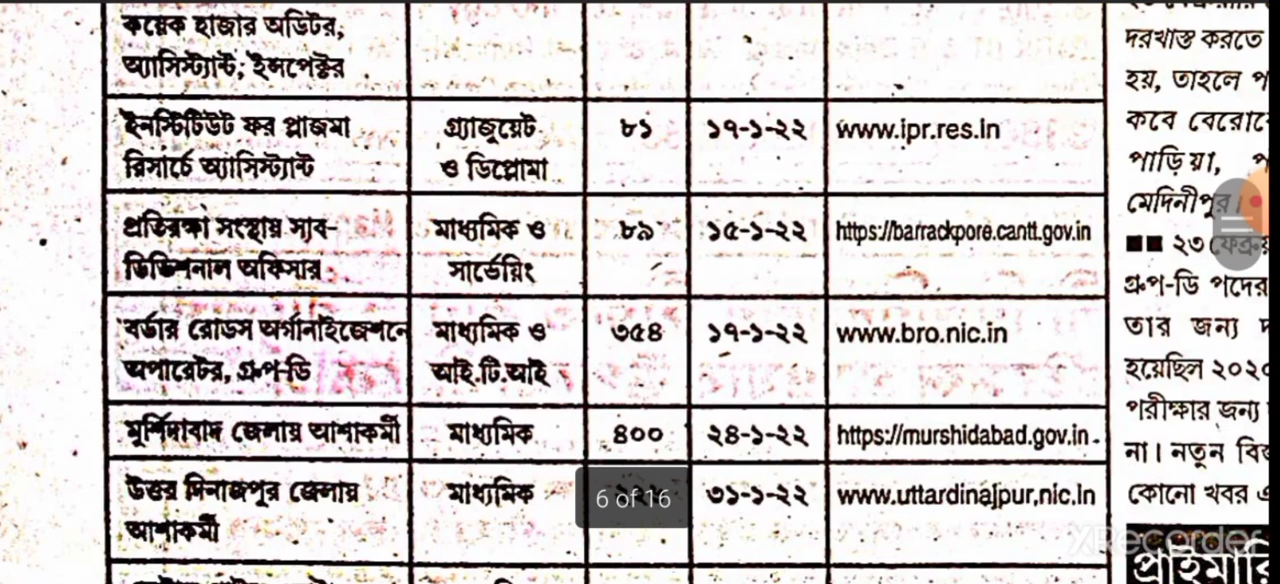 কয়েক হাজার অডিটর,
অ্যাসিস্ট্যান্ট, ইন্সপেক্টর
ইনস্টিটিউট ফর প্লাজমা গ্র্যাজুয়েট ৮১ ১৭-১-২২ www.ipr.res.in
রিসার্চে অ্যাসিস্ট্যান্ট ও ডিপ্লোমা
প্রতিরক্ষা সংস্থায় সাব- মাধ্যমিক ও ৮৯ ১৫-১-২২ https://barrackpore.cantt.gov.in
ডিভিশনাল অফিসার সার্ভেয়িং
বর্ডার রোডস অর্গানাইজেশনে মাধ্যমিক ও ৩৫৪ ১৭-১-২২ www.bro.nic.in
অপারেটর, গ্রুপ-ডি আই.টি.আই
মুর্শিদাবাদ জেলায় আশাকর্মী মাধ্যমিক ৪০০ ২৪-১-২২ https://murshidabad.gov.in
উত্তর দিনাজপুর জেলায় মাধ্যমিক ৩১-১-২২ www.uttardinajpur,nic.in
আশাকর্মী
6 of 16
দরখাস্ত করতে
হয়, তাহলে
কবে
পাড়িয়া,
মেদিনীপুর।
■■ ২৩
গ্রুপ-ডি পদের
তার জন্য
হয়েছিল
পরীক্ষার জন্য
না। নতুন
কোনো খবর
XRecorder